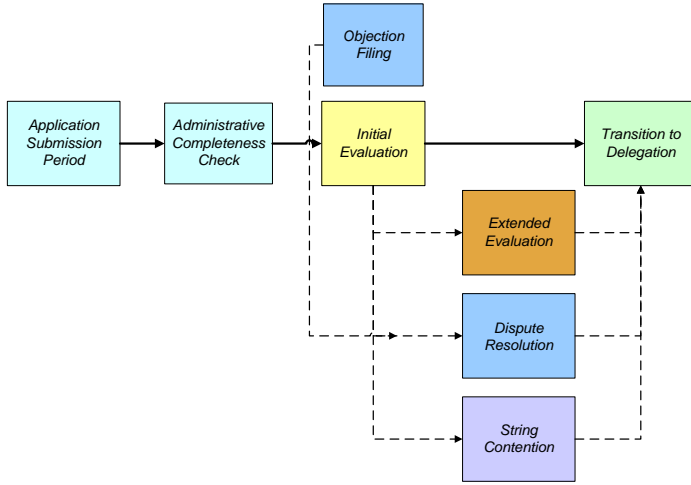 Objection
Filing
Application
Submission
Period
Administrative
Completeness
Check
Initial
Evaluation
Transition to
Delegation
Extended
Evaluation
Dispute
Resolution
String
Contention